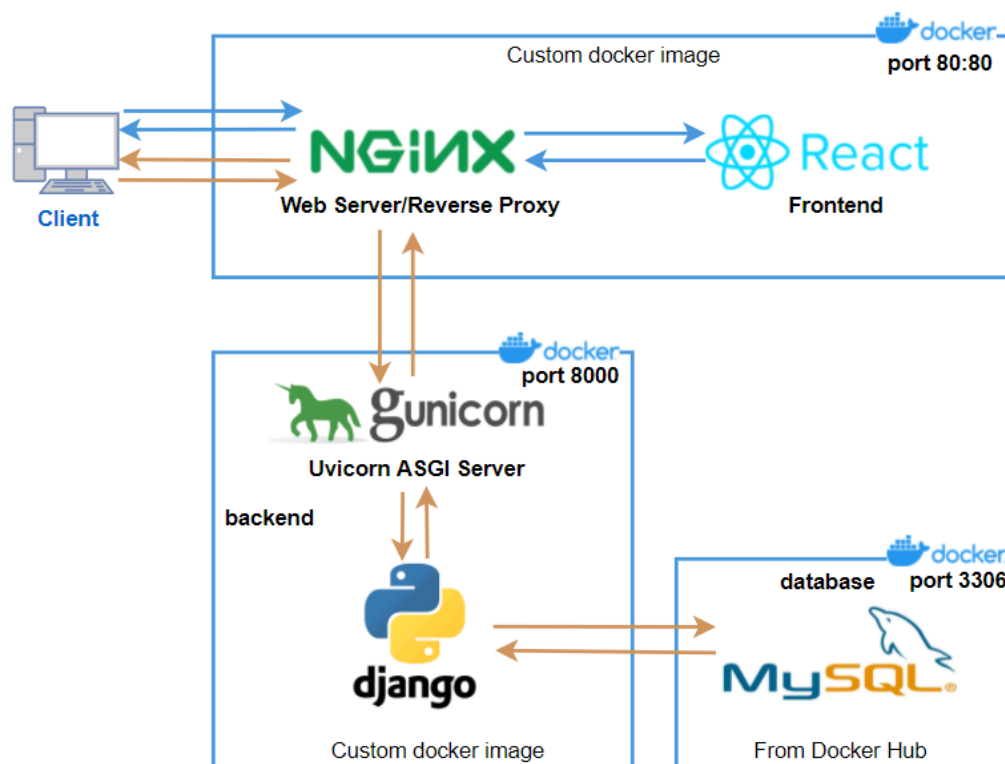 docker
Custom docker image
port 80:80
NGiNX
React
Web Server/Reverse Proxy
Frontend
Client
docker
port 8000
gunicorn
Uvicorn ASGI Server
backend
docker
database
port 3306
django
MySQL®
Custom docker image
From Docker Hub